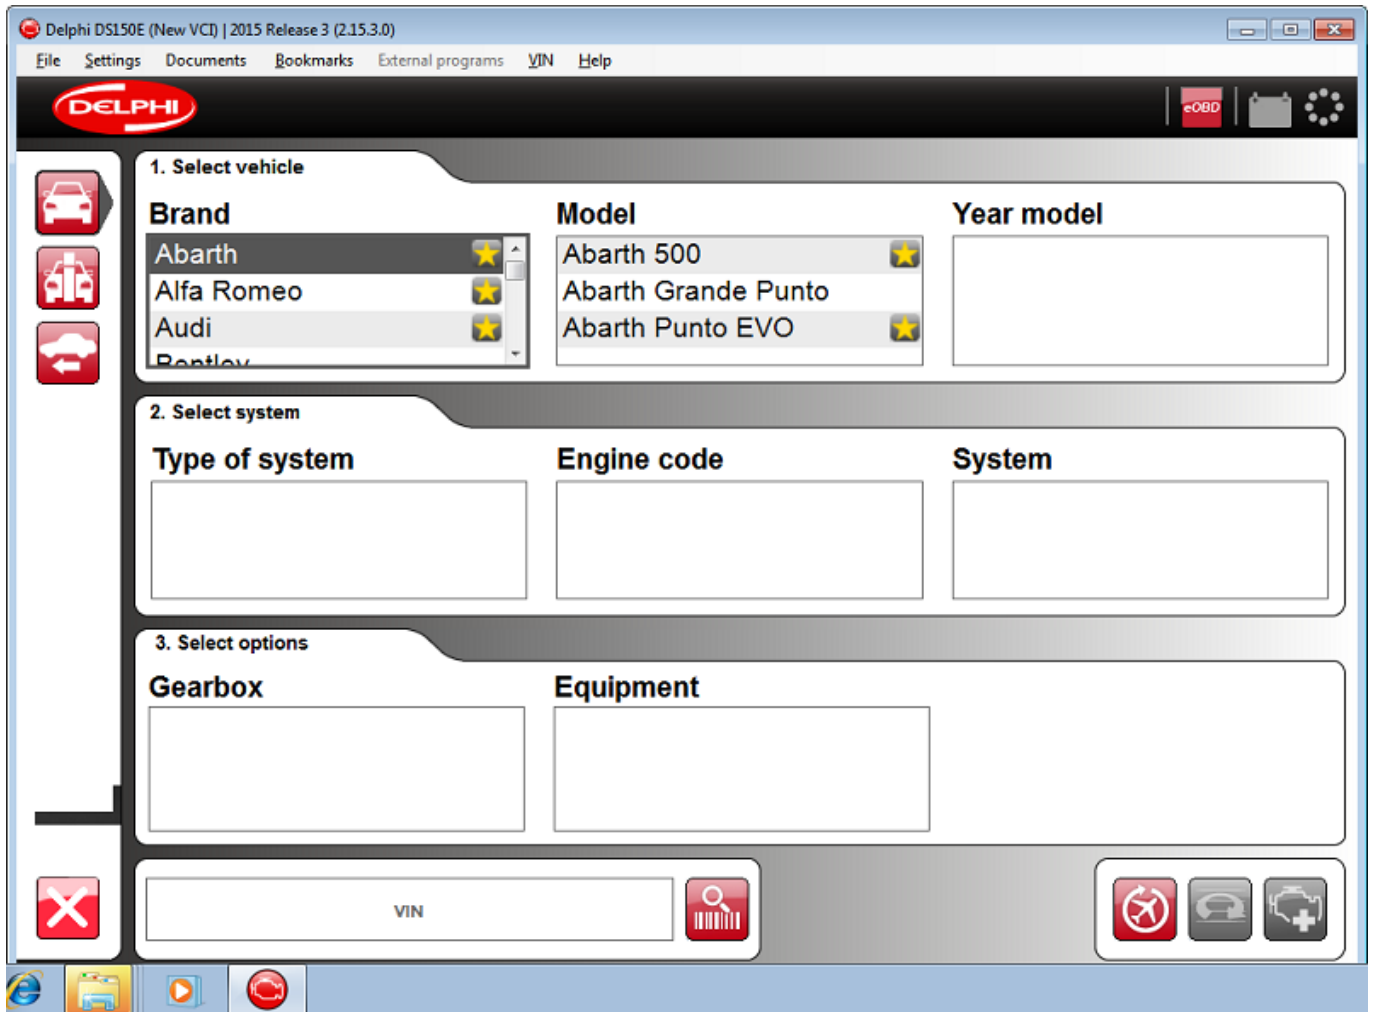 Delphi DS150E (New VCI) | 2015 Release 3 (2.15.3.0)
File Settings Documents Bookmarks External programs VIN Help
DELPHI
eOBD
1. Select vehicle
Brand Model Year model
Abarth Abarth 500
Alfa Romeo Abarth Grande Punto
Audi Abarth Punto EVO
Bentley
2. Select system
Type of system Engine code System
3. Select options
Gearbox Equipment
VIN